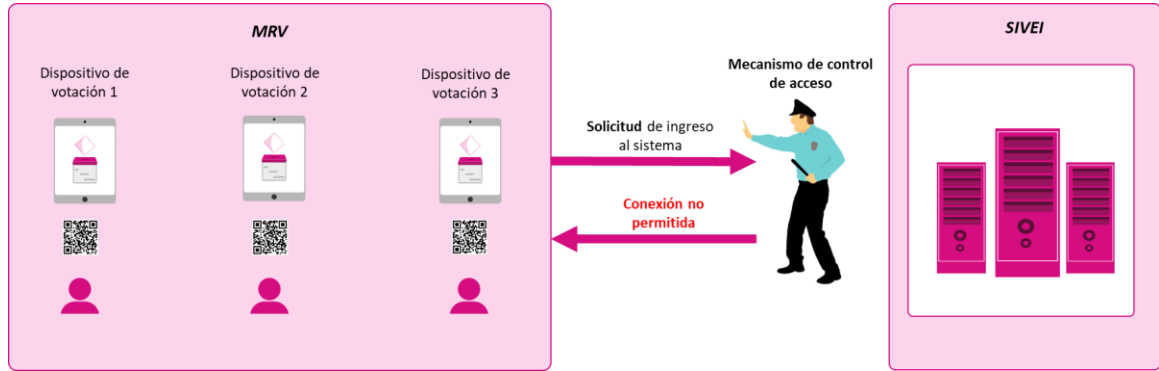 MRV
Dispositivo de
votación 1
Dispositivo de
votación 2
Dispositivo de
votación 3
Solicitud de ingreso
al sistema
Conexión no
permitida
Mecanismo de control
de acceso
SIVEI